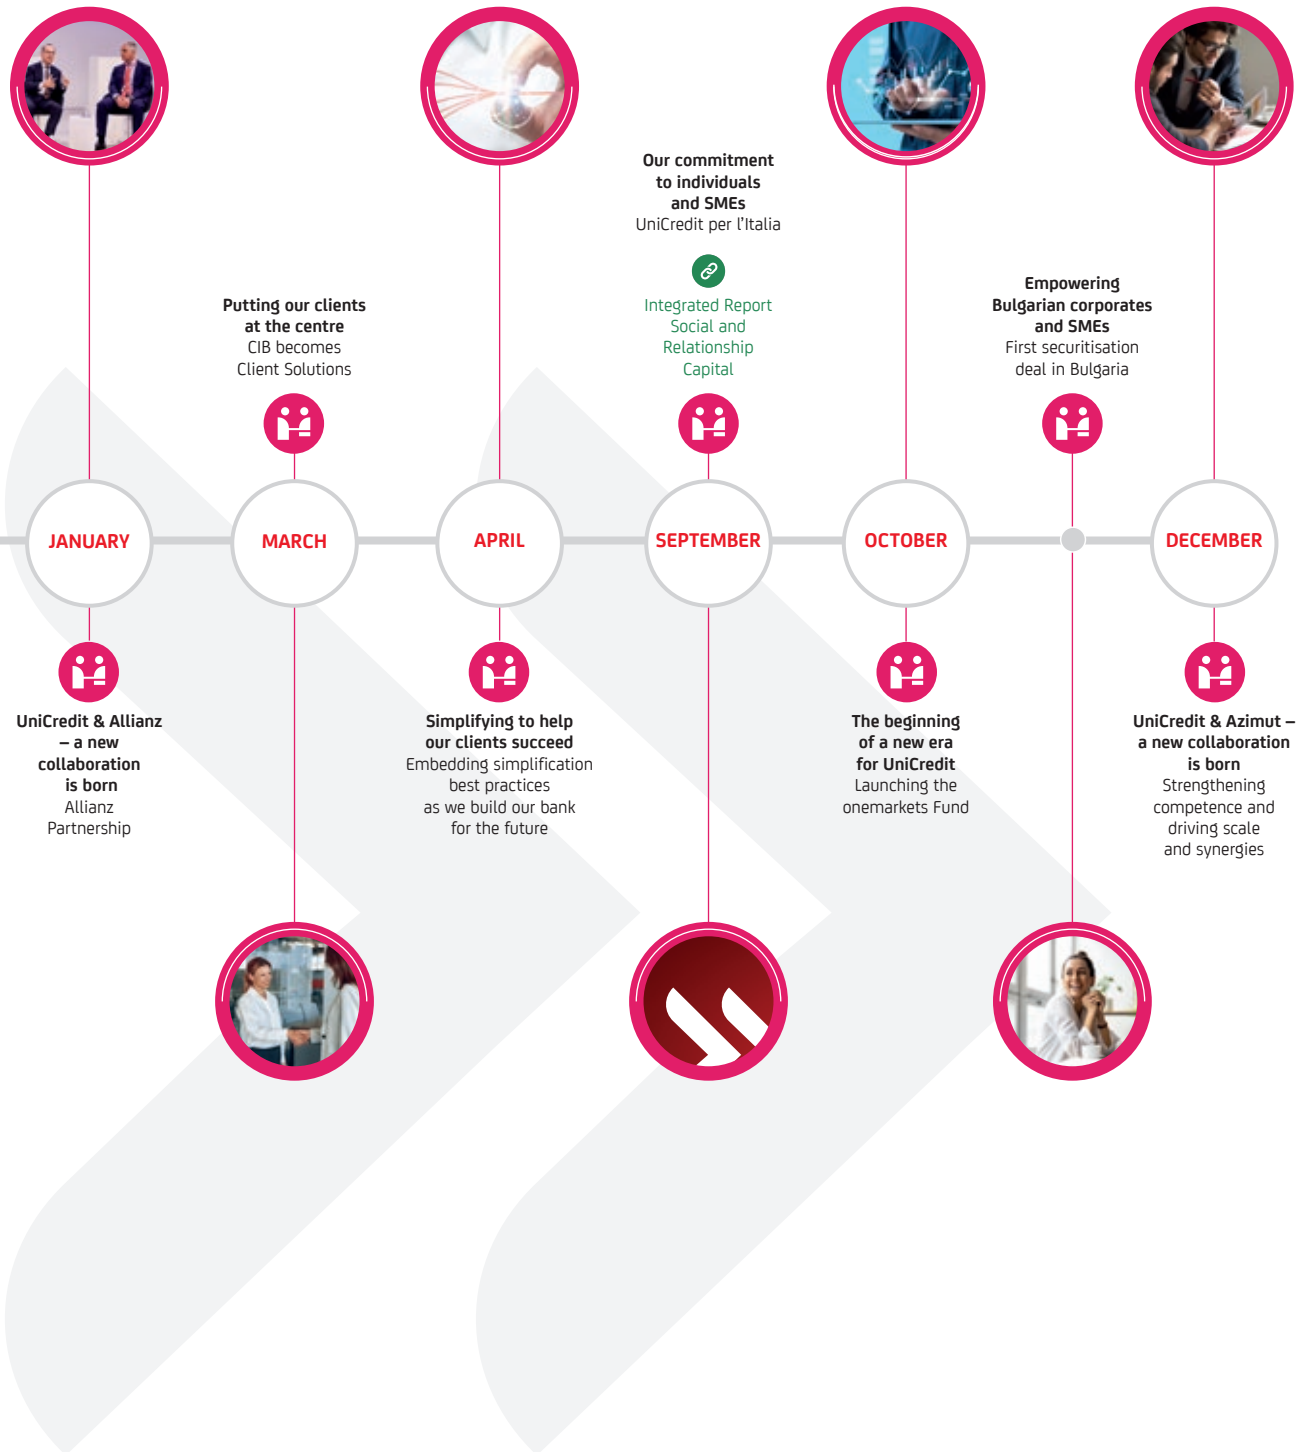 Our commitment
to individuals
and SMEs
UniCredit per l’Italia
Integrated Report
Social and
Relationship
Capital
Putting our clients
at the centre
CIB becomes
Client Solutions
Empowering
Bulgarian corporates
and SMEs
First securitisation
deal in Bulgaria
JANUARY
MARCH
APRIL
SEPTEMBER
OCTOBER
DECEMBER
UniCredit & Allianz
– a new
collaboration
is born
Allianz
Partnership
Simplifying to help
our clients succeed
Embedding simplification
best practices
as we build our bank
for the future
The beginning
of a new era
for UniCredit
Launching the
onemarkets Fund
UniCredit & Azimut –
a new collaboration
is born
Strengthening
competence and
driving scale
and synergies